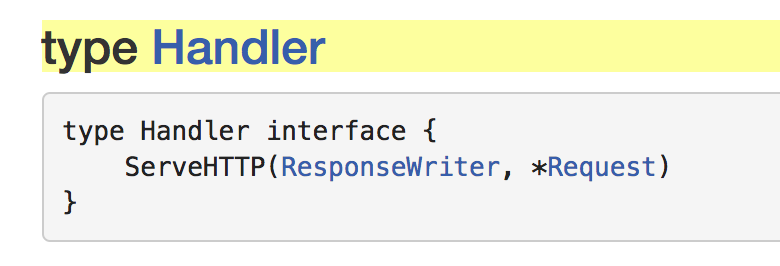 type Handler
type Handler interface {
    ServeHTTP(ResponseWriter, *Request)
}